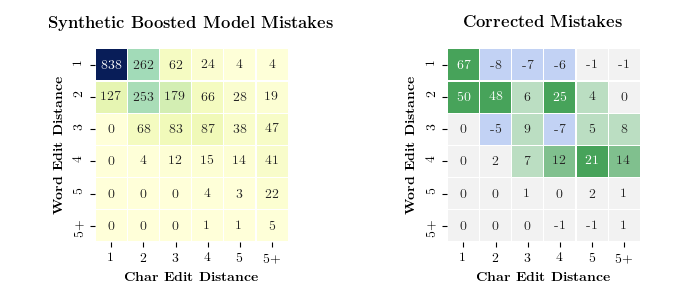 Synthetic Boosted Model Mistakes
Word Edit Distance
1 838 262 62 24 4 4
2 127 253 179 66 28 19
3 0 68 83 87 38 47
4 0 4 12 15 14 41
5 0 0 0 4 3 22
5+ 0 0 0 1 1 5
1 2 3 4 5 5+
Char Edit Distance
Corrected Mistakes
Word Edit Distance
1 67 -8 -7 -6 -1 -1
2 50 48 6 25 4 0
3 0 -5 9 -7 5 8
4 0 2 7 12 21 14
5 0 0 1 0 2 1
5+ 0 0 0 -1 -1 1
1 2 3 4 5 5+
Char Edit Distance